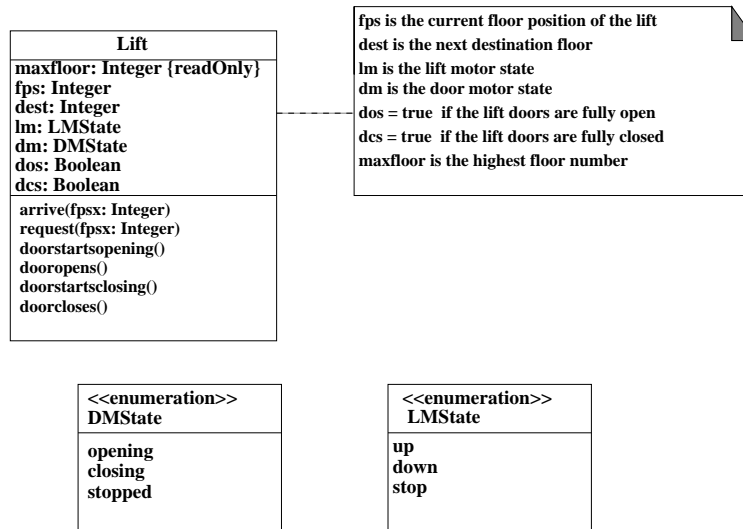 Lift
maxfloor: Integer {readOnly}
fps: Integer
dest: Integer
lm: LMState
dm: DMState
dos: Boolean
dcs: Boolean
arrive(fpsx: Integer)
request(fpsx: Integer)
doorstartsopening()
dooropens()
doorstartsclosing()
doorcloses()
fps is the current floor position of the lift
dest is the next destination floor
lm is the lift motor state
dm is the door motor state
dos = true if the lift doors are fully open
dcs = true if the lift doors are fully closed
maxfloor is the highest floor number
<<enumeration>>
DMState
opening
closing
stopped
<<enumeration>>
LMState
up
down
stop